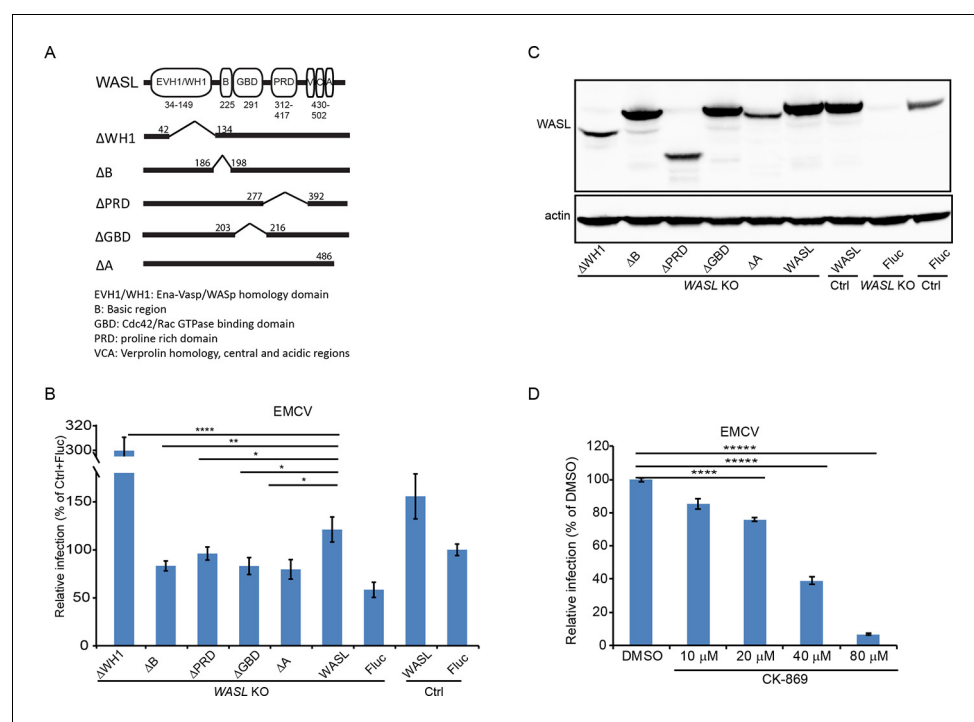 A
WASL EVH1/WH1 B GBD PRD V C A
34-149 225 291 312-417 430-502
ΔWH1 42 134
ΔB 186 198
ΔPRD 277 392
ΔGBD 203 216
ΔA 486
EVH1/WH1: Ena-Vasp/WASp homology domain
B: Basic region
GBD: Cdc42/Rac GTPase binding domain
PRD: proline rich domain
VCA: Verprolin homology, central and acidic regions
C
WASL
actin
ΔWH1 ΔB ΔPRD ΔGBD ΔA WASL WASL Fluc Fluc
WASL KO Ctrl WASL KO Ctrl
B
EMCV
Relative infection (% of Ctrl+Fluc)
320
300
150
100
50
0
****
**
*
*
*
ΔWH1 ΔB ΔPRD ΔGBD ΔA WASL Fluc WASL Fluc
WASL KO Ctrl
D
EMCV
Relative infection (% of DMSO)
120
100
80
60
40
20
0
*****
*****
****
DMSO 10 μM 20 μM 40 μM 80 μM
CK-869